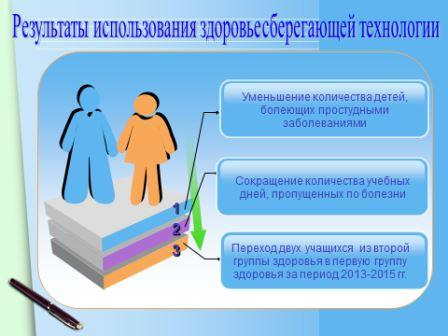 Результаты использования здоровьесберегающей технологии
Уменьшение количества детей,
болеющих простудными
заболеваниями
1
Сокращение количества учебных
дней, пропущенных по болезни
2
Переход двух учащихся из второй
группы здоровья в первую группу
здоровья за период 2013-2015 гг.
3